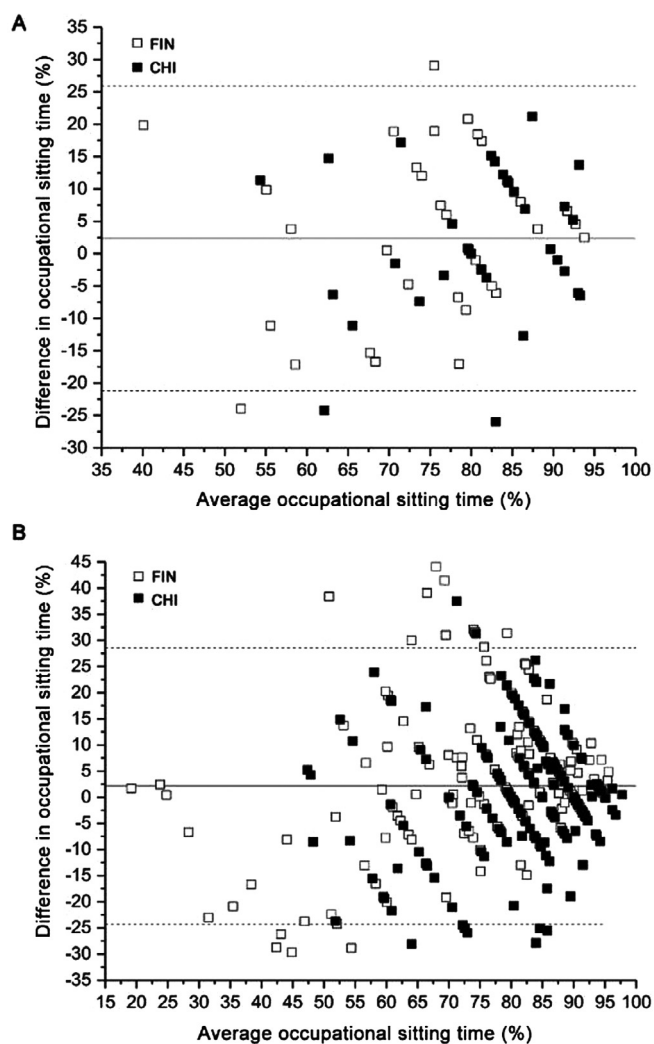 A
Difference in occupational sitting time (%)
FIN
CHI
35
30
25
20
15
10
5
0
-5
-10
-15
-20
-25
-30
35 40 45 50 55 60 65 70 75 80 85 90 95 100
Average occupational sitting time (%)
B
Difference in occupational sitting time (%)
FIN
CHI
45
40
35
30
25
20
15
10
5
0
-5
-10
-15
-20
-25
-30
-35
15 20 25 30 35 40 45 50 55 60 65 70 75 80 85 90 95 100
Average occupational sitting time (%)